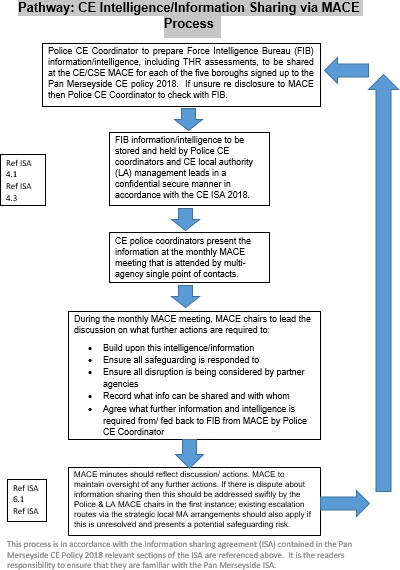 Pathway: CE Intelligence/Information Sharing via MACE
Process
Police CE Coordinator to prepare Force Intelligence Bureau (FIB)
information/intelligence, including THR assessments, to be shared
at the CE/CSE MACE for each of the five boroughs signed up to the
Pan Merseyside CE policy 2018. If unsure re disclosure to MACE
then Police CE Coordinator to check with FIB.
FIB information/intelligence to be
stored and held by Police CE
coordinators and CE local authority
(LA) management leads in a
confidential secure manner in
accordance with the CE ISA 2018.
Ref ISA
4.1
Ref ISA
4.3
CE police coordinators present the
information at the monthly MACE
meeting that is attended by multi-
agency single point of contacts.
During the monthly MACE meeting, MACE chairs to lead the
discussion on what further actions are required to:
• Build upon this intelligence/information
• Ensure all safeguarding is responded to
• Ensure all disruption is being considered by partner
agencies
• Record what info can be shared and with whom
• Agree what further information and intelligence is
required from/ fed back to FIB from MACE by Police
CE Coordinator
MACE minutes should reflect discussion/ actions. MACE to
maintain oversight of any further actions. If there is dispute about
information sharing then this should be addressed swiftly by the
Police & LA MACE chairs in the first instance; existing escalation
routes via the strategic local MA arrangements should also apply if
this is unresolved and presents a potential safeguarding risk.
Ref ISA
6.1
Ref ISA
This process is in accordance with the information sharing agreement (ISA) contained in the Pan
Merseyside CE Policy 2018 relevant sections of the ISA are referenced above. It is the readers
responsibility to ensure that they are familiar with the Pan Merseyside ISA.